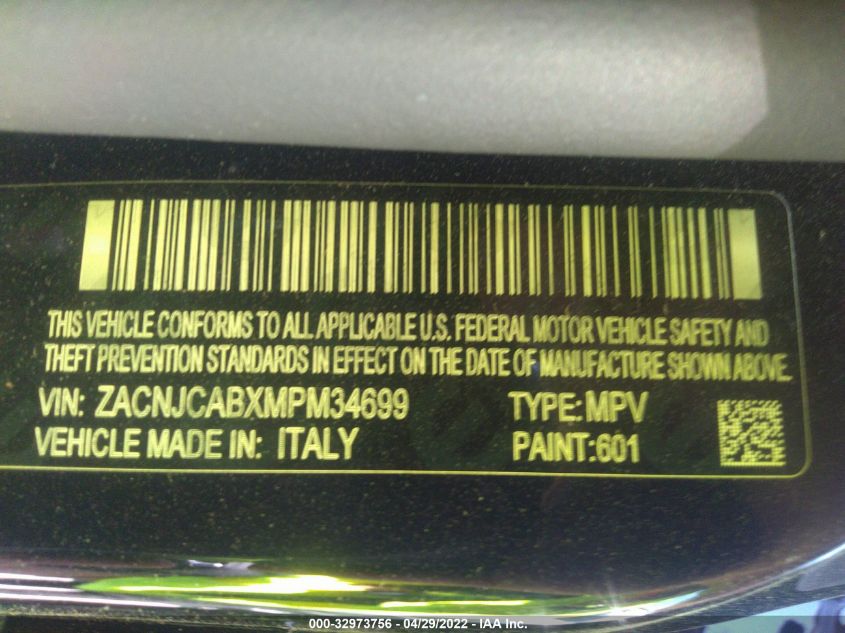 THIS VEHICLE CONFORMS TO ALL APPLICABLE U.S. FEDERAL MOTOR VEHICLE SAFETY AND
THEFT PREVENTION STANDARDS IN EFFECT ON THE DATE OF MANUFACTURE SHOWN ABOVE.
VIN: ZACNJCABXMPM34699 TYPE: MPV
VEHICLE MADE IN: ITALY PAINT:601
000-32973756 - 04/29/2022 - IAA Inc.